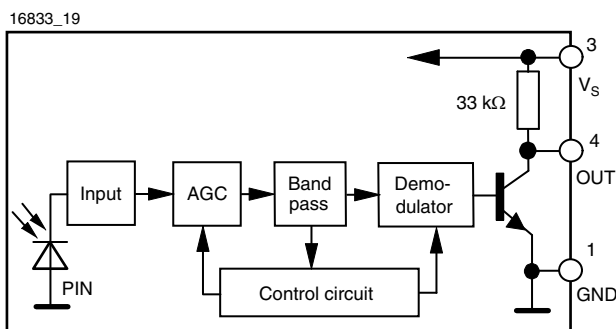 16833_19
3
V_S
33 kΩ
4
OUT
Input
AGC
Band
pass
Demo-
dulator
1
GND
PIN
Control circuit